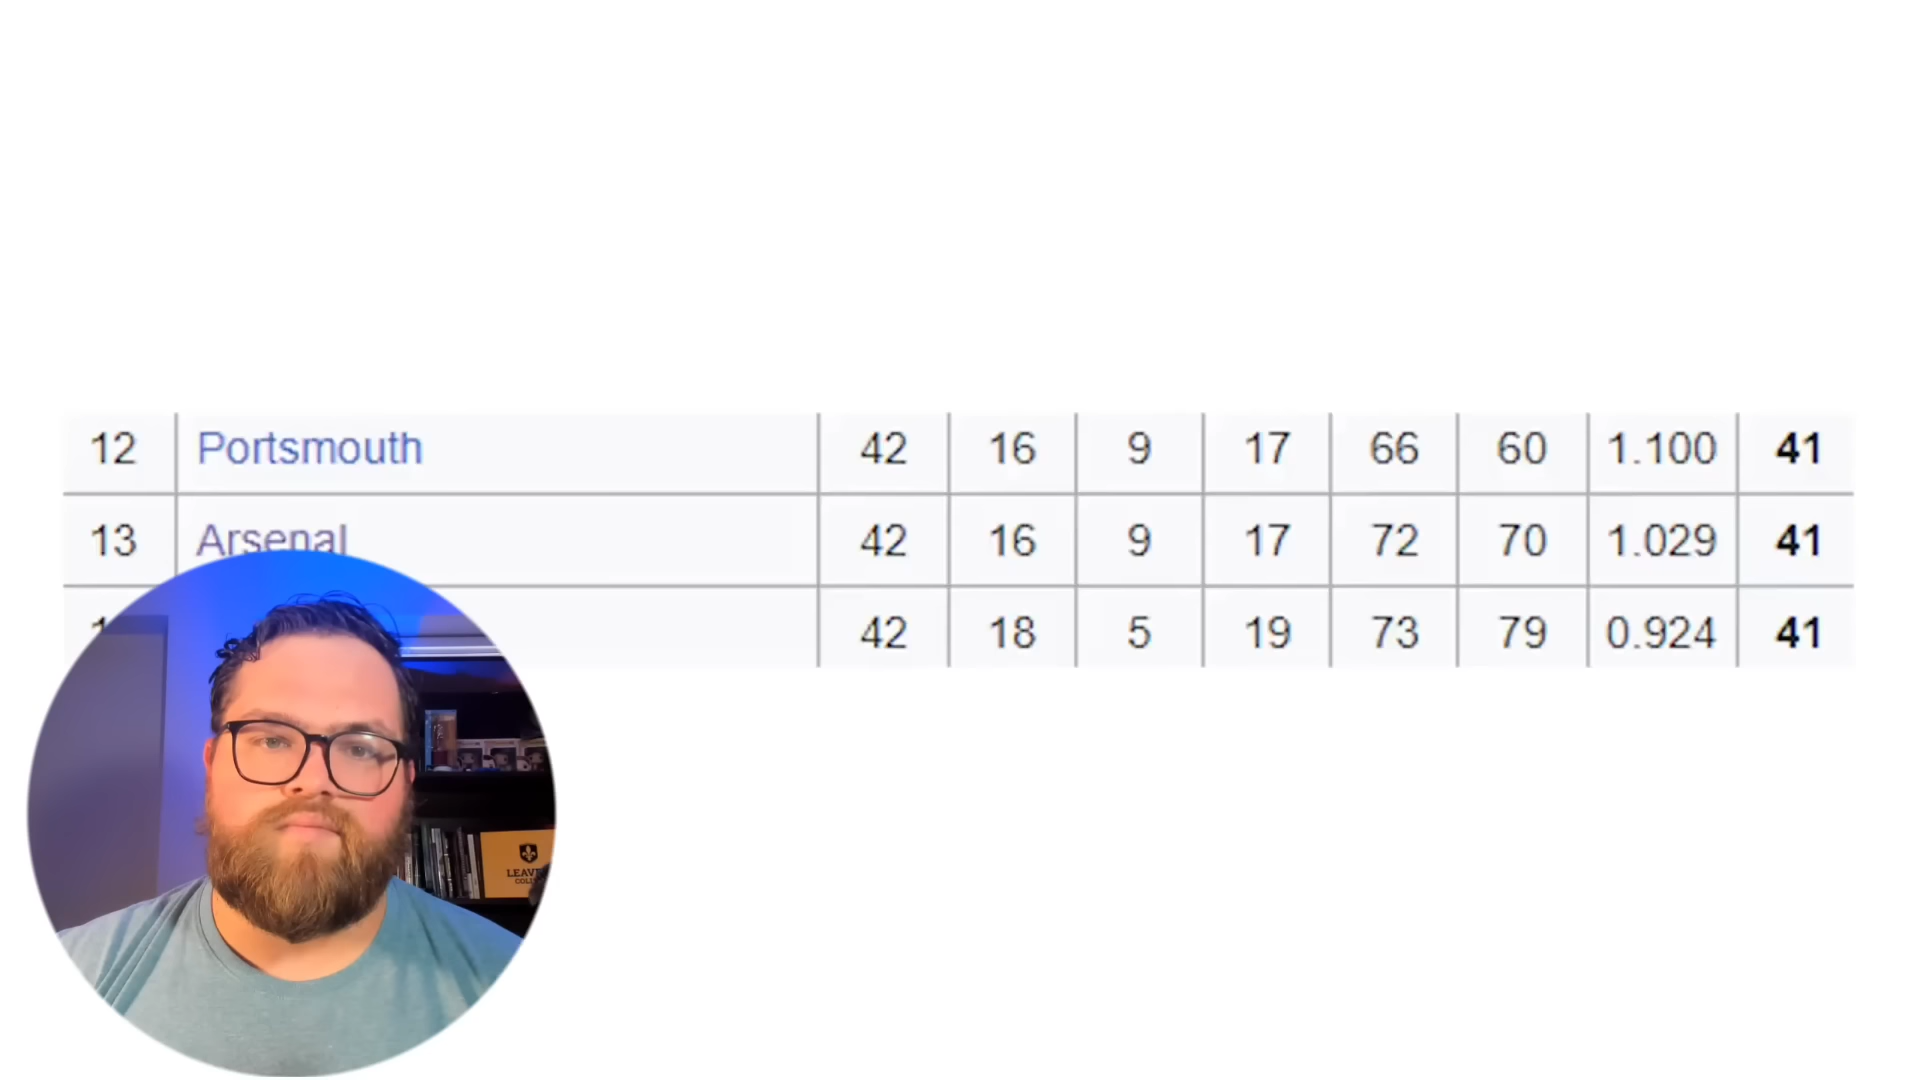 12 Portsmouth 42 16 9 17 66 60 1.100 41
13 Arsenal 42 16 9 17 72 70 1.029 41
42 18 5 19 73 79 0.924 41